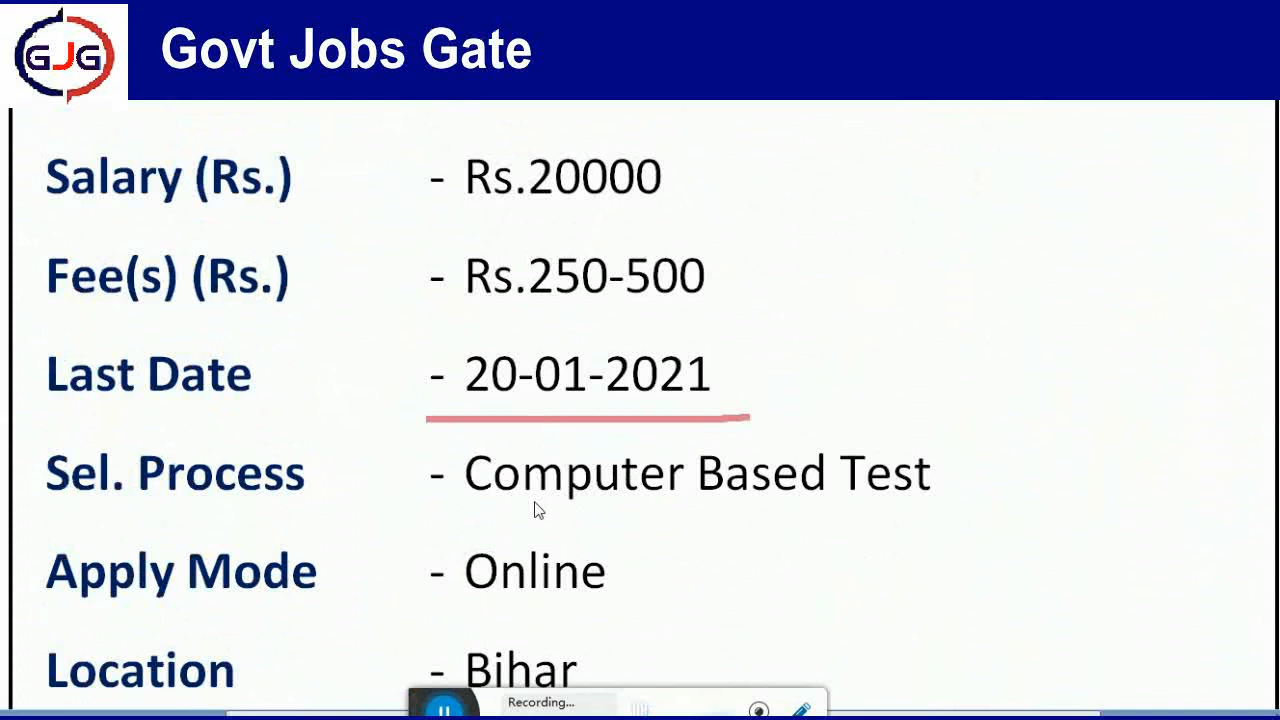 GJG
Govt Jobs Gate
Salary (Rs.) - Rs.20000
Fee(s) (Rs.) - Rs.250-500
Last Date - 20-01-2021
Sel. Process - Computer Based Test
Apply Mode - Online
Location - Bihar
Recording...